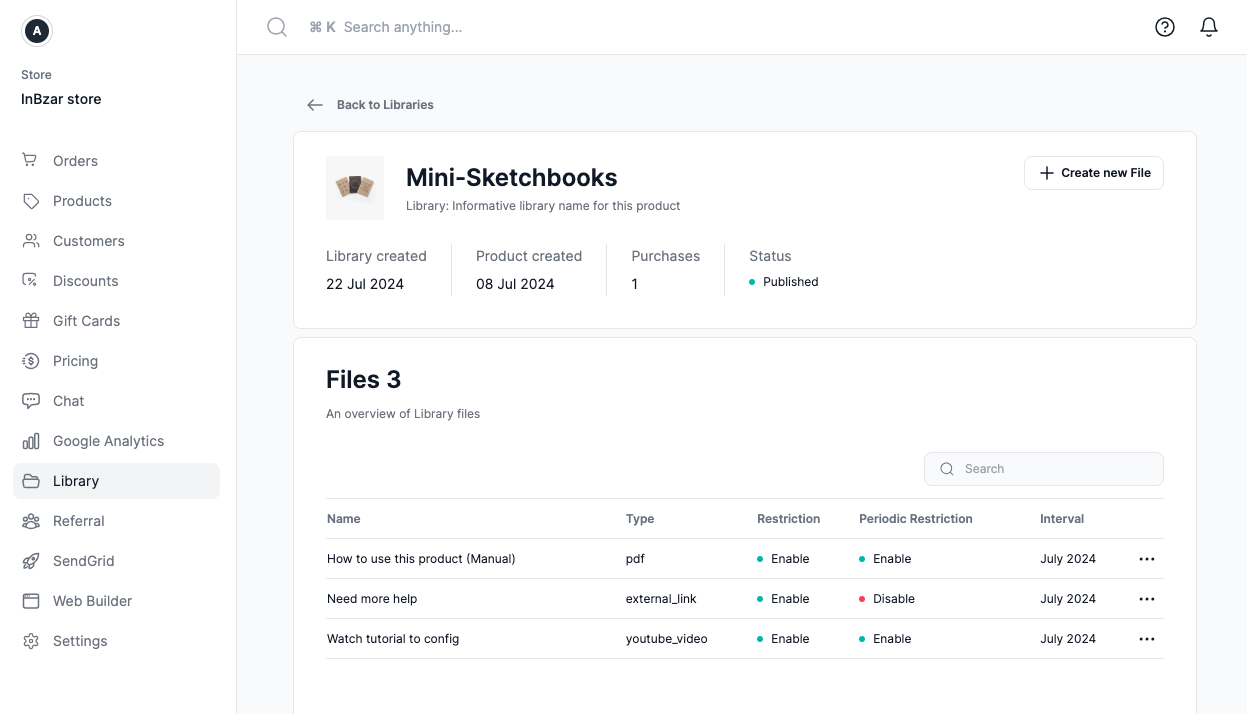 A
Store
InBzar store
Orders
Products
Customers
Discounts
Gift Cards
Pricing
Chat
Google Analytics
Library
Referral
SendGrid
Web Builder
Settings
⌘ K Search anything...
Back to Libraries
Mini-Sketchbooks
Library: Informative library name for this product
Create new File
Library created Product created Purchases Status
22 Jul 2024 08 Jul 2024 1 Published
Files 3
An overview of Library files
Search
Name Type Restriction Periodic Restriction Interval
How to use this product (Manual) pdf Enable Enable July 2024
Need more help external_link Enable Disable July 2024
Watch tutorial to config youtube_video Enable Enable July 2024